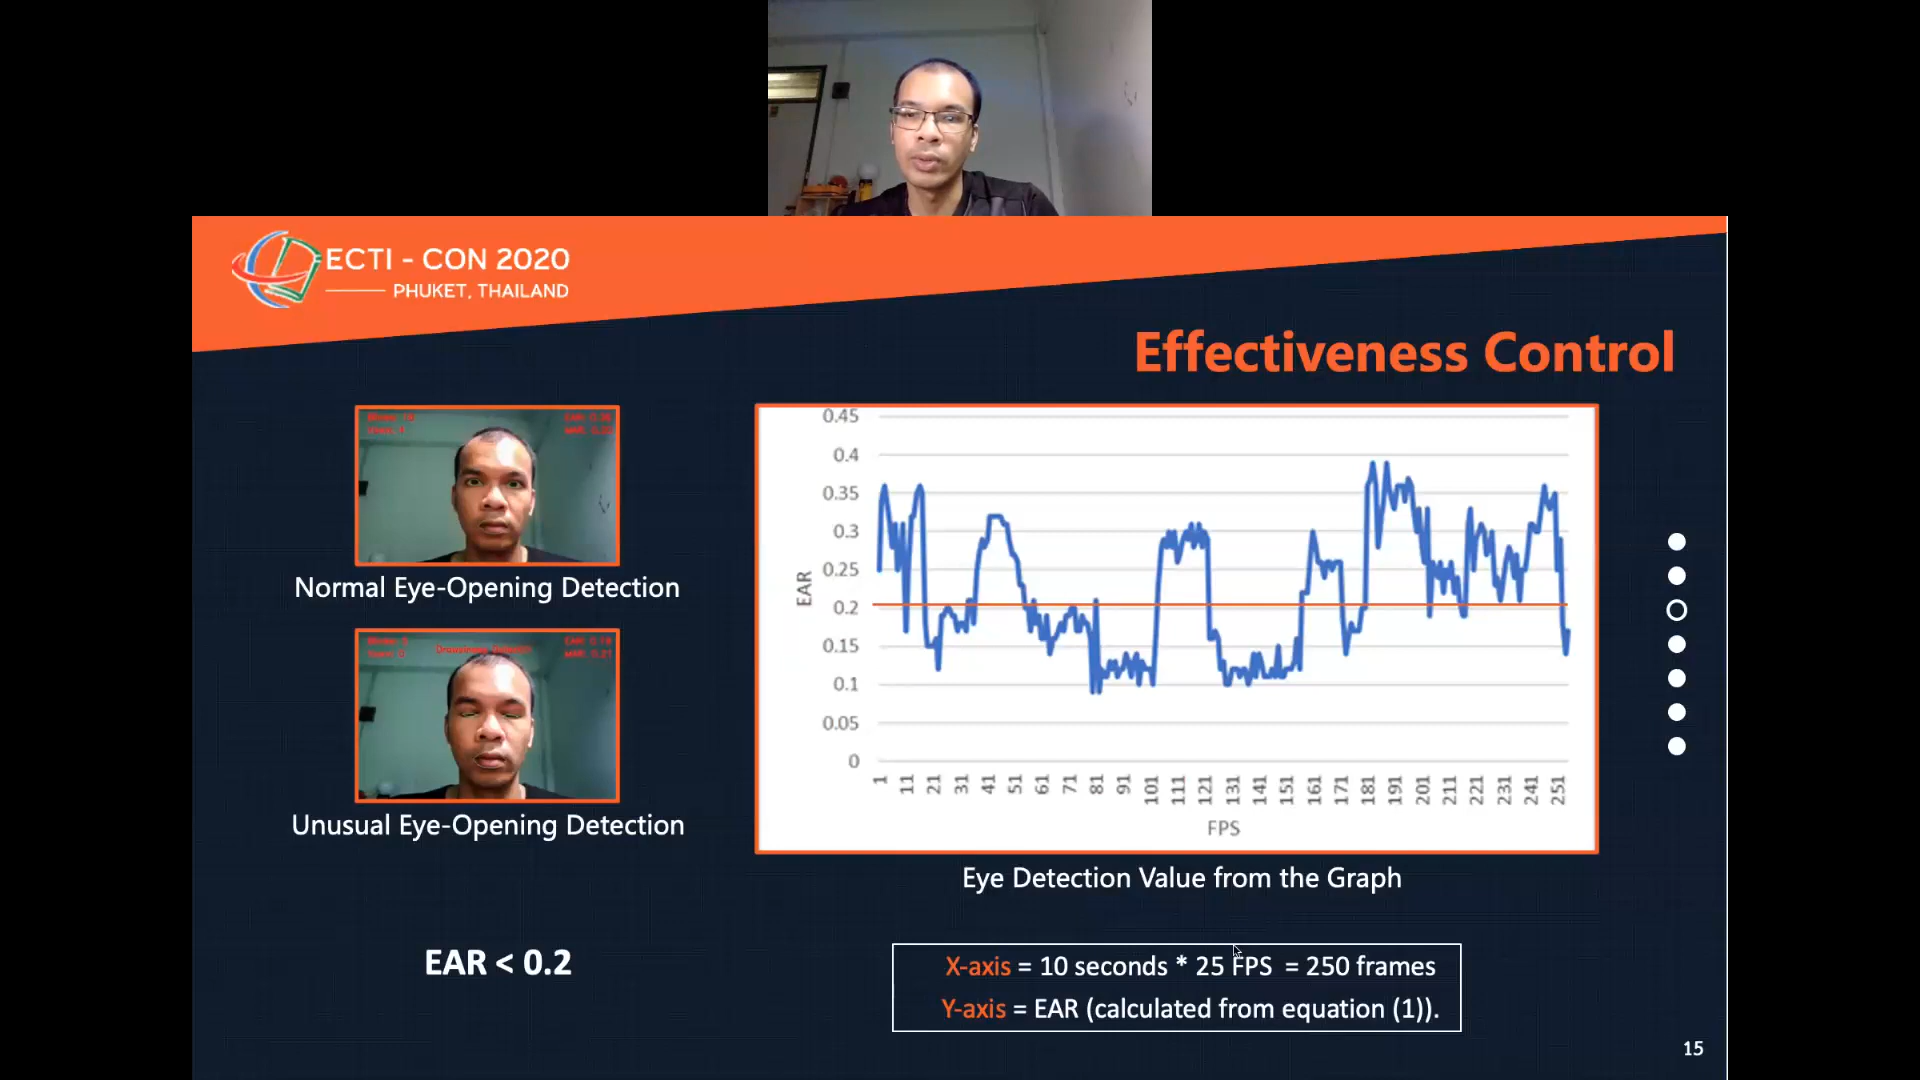 ECTI - CON 2020
PHUKET, THAILAND
Effectiveness Control
Normal Eye-Opening Detection
Unusual Eye-Opening Detection
EAR < 0.2
0.45
0.4
0.35
0.3
0.25
0.2
0.15
0.1
0.05
0
EAR
1 11 21 31 41 51 61 71 81 91 101 111 121 131 141 151 161 171 181 191 201 211 221 231 241 251
FPS
Eye Detection Value from the Graph
X-axis = 10 seconds * 25 FPS = 250 frames
Y-axis = EAR (calculated from equation (1)).
15